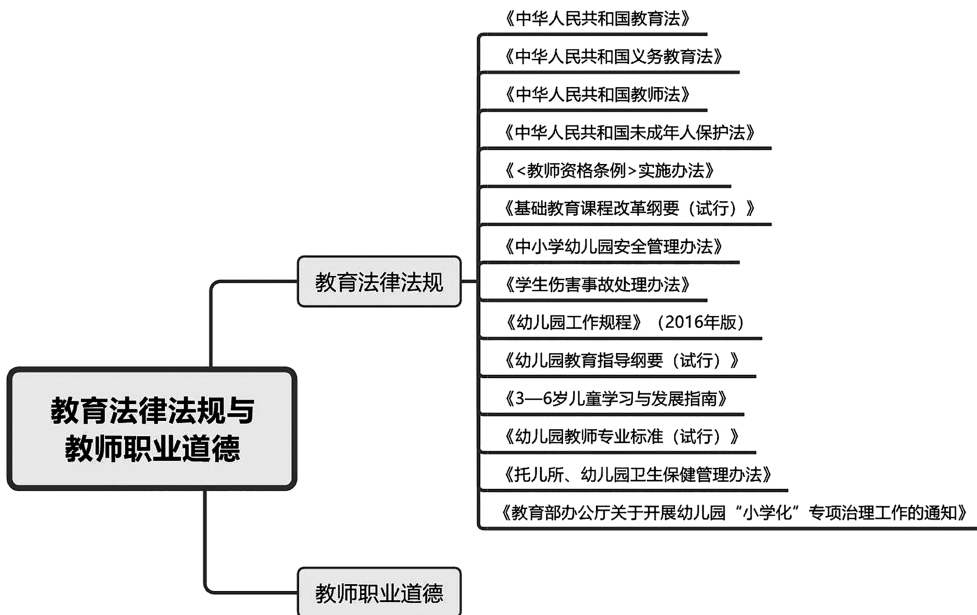 《中华人民共和国教育法》
《中华人民共和国义务教育法》
《中华人民共和国教师法》
《中华人民共和国未成年人保护法》
《<教师资格条例>实施办法》
《基础教育课程改革纲要（试行）》
《中小学幼儿园安全管理办法》
教育法律法规
《学生伤害事故处理办法》
《幼儿园工作规程》（2016年版）
《幼儿园教育指导纲要（试行）》
《3—6岁儿童学习与发展指南》
教育法律法规与
教师职业道德
《幼儿园教师专业标准（试行）》
《托儿所、幼儿园卫生保健管理办法》
《教育部办公厅关于开展幼儿园“小学化”专项治理工作的通知》
教师职业道德